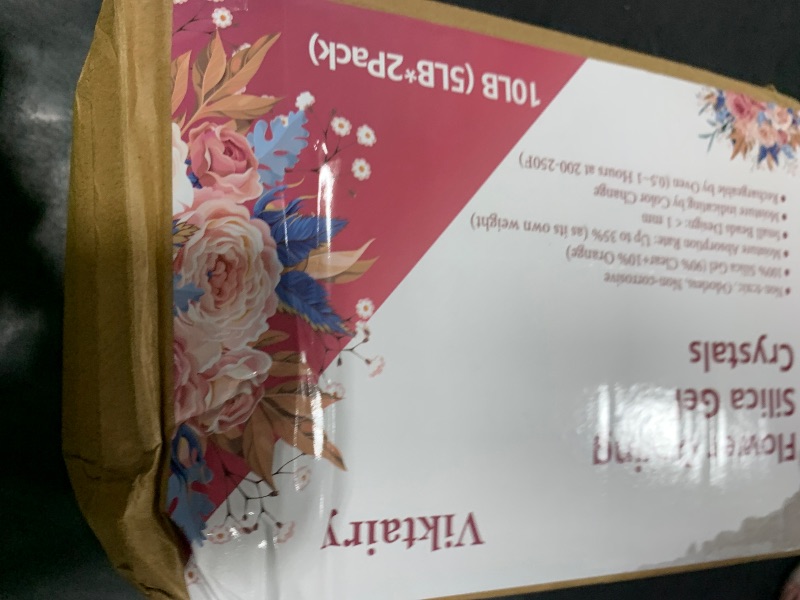 Viktairy
Flower Drying
Silica Gel
Crystals
• Non-toxic, Odorless, Non-corrosive
• 100% Silica Gel (90% Clear+10% Orange)
• Moisture Absorption Rate: Up to 35% (as its own weight)
• Small Beads Design: < 1 mm
• Moisture Indicating by Color Change
• Rechargeable by Oven (0.5-1 Hours at 200-250F)
10LB (5LB*2Pack)